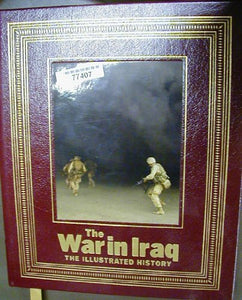 77407
The
War in Iraq
THE ILLUSTRATED HISTORY